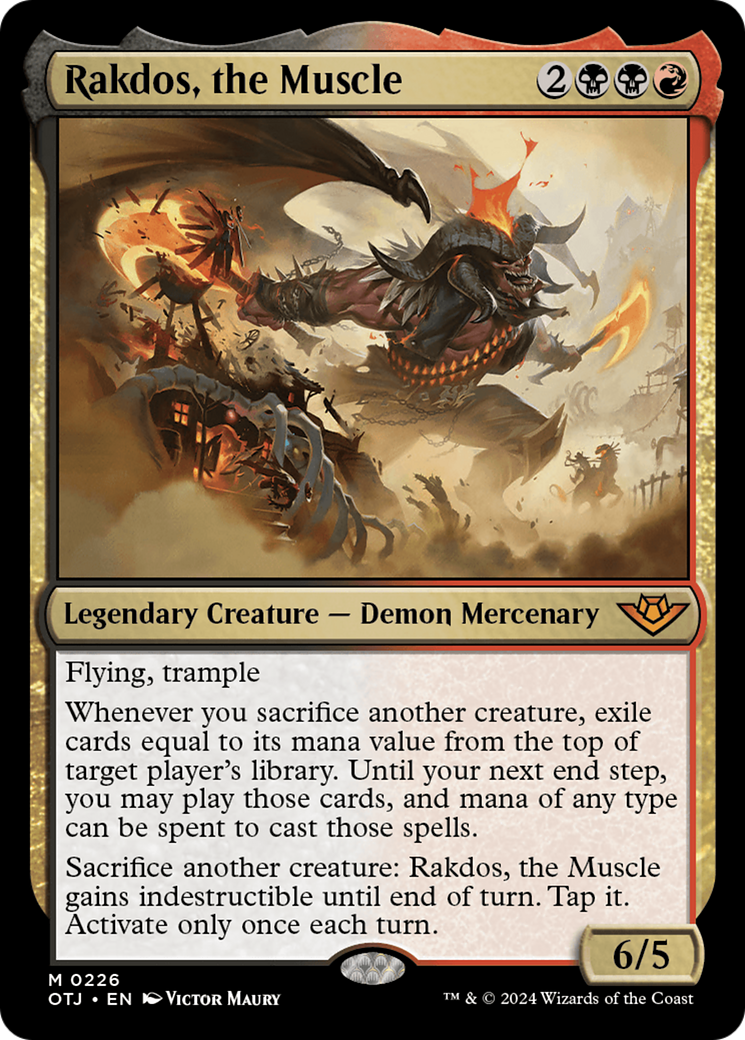 Rakdos, the Muscle 2
Legendary Creature — Demon Mercenary
Flying, trample
Whenever you sacrifice another creature, exile
cards equal to its mana value from the top of
target player's library. Until your next end step,
you may play those cards, and mana of any type
can be spent to cast those spells.
Sacrifice another creature: Rakdos, the Muscle
gains indestructible until end of turn. Tap it.
Activate only once each turn.
6/5
M 0226
OTJ • EN Victor Maury
™ & © 2024 Wizards of the Coast